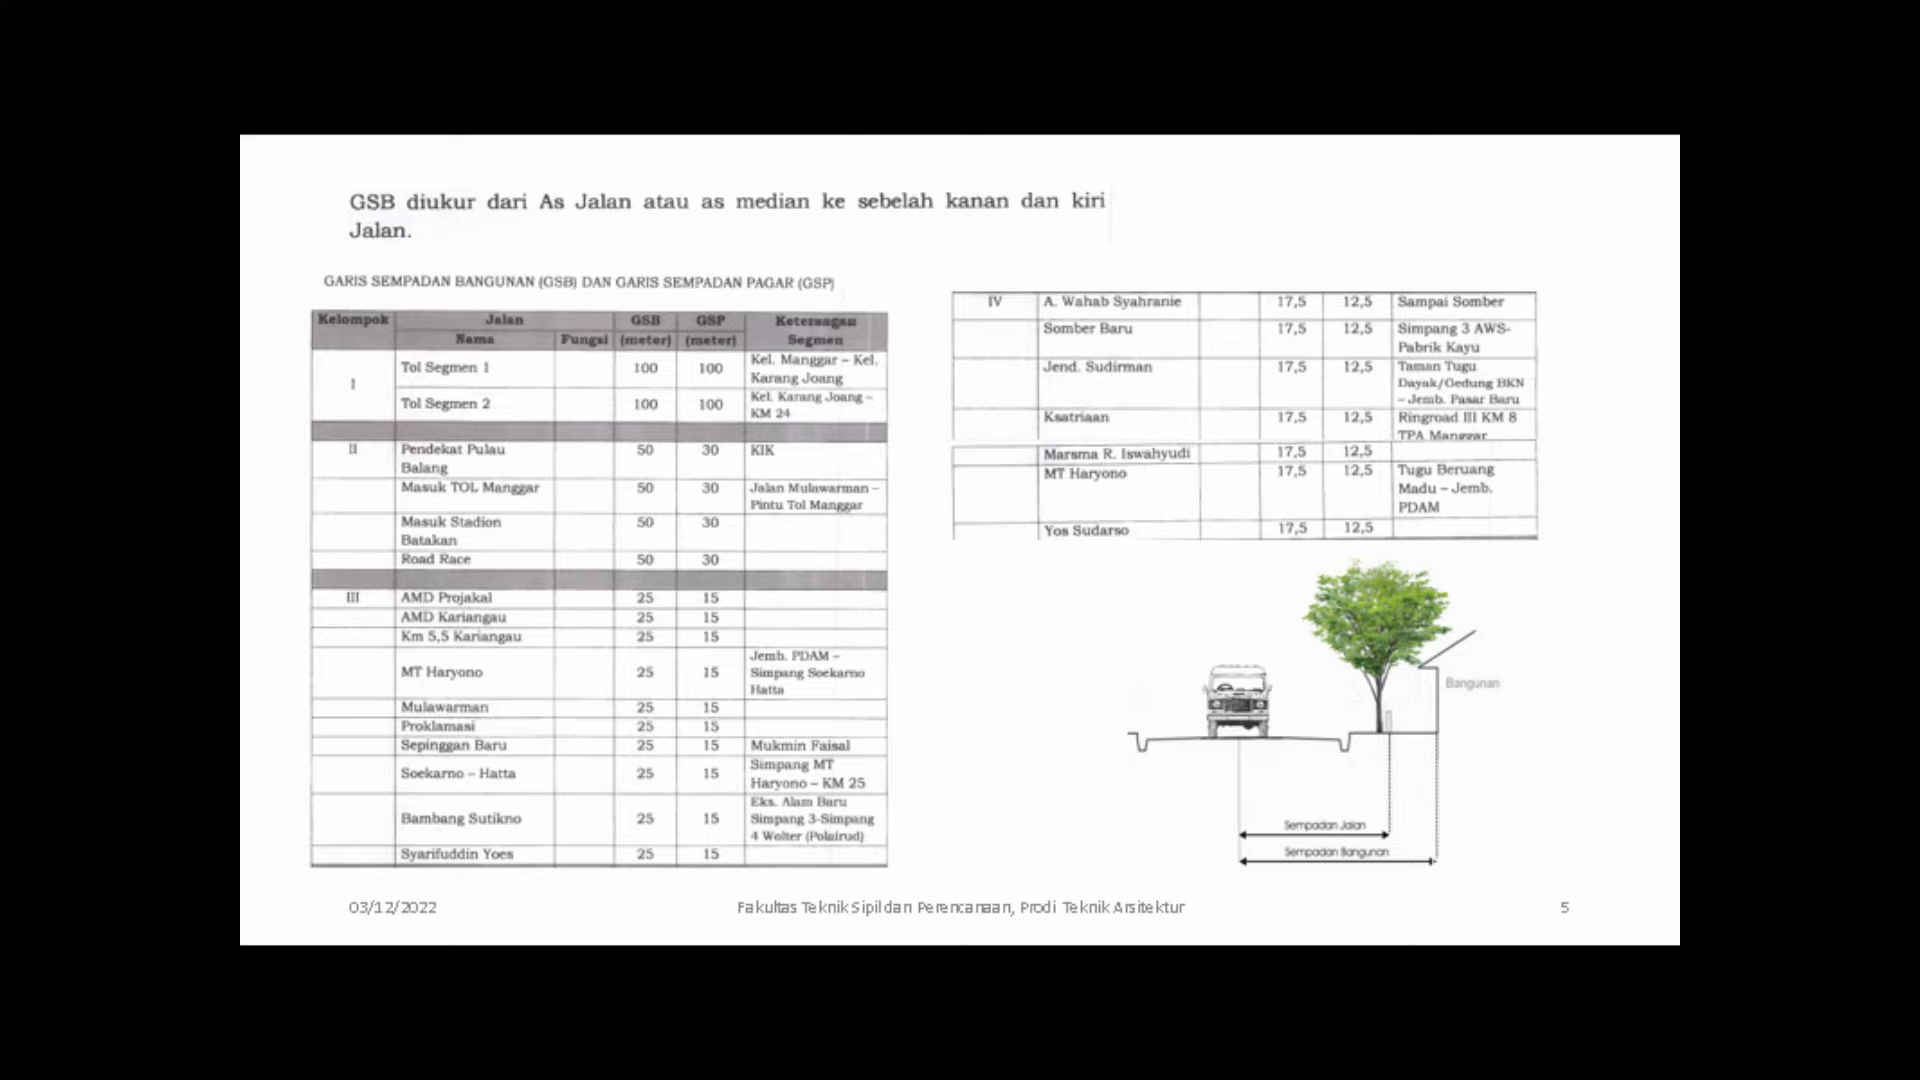 GSB diukur dari As Jalan atau as median ke sebelah kanan dan kiri
Jalan.
GARIS SEMPADAN BANGUNAN (GSB) DAN GARIS SEMPADAN PAGAR (GSP)
Kelompok Jalan GSB GSP Keterangan
Nama Fungsi (meter) (meter) Segmen
I Tol Segmen 1 100 100 Kel. Manggar – Kel.
Karang Joang
Tol Segmen 2 100 100 Kel. Karang Joang –
KM 24
II Pendekat Pulau 50 30 KIK
Balang
Masuk TOL Manggar 50 30 Jalan Mulawarman –
Pintu Tol Manggar
Masuk Stadion 50 30
Batakan
Road Race 50 30
III AMD Projakal 25 15
AMD Kariangau 25 15
Km 5,5 Kariangau 25 15
MT Haryono 25 15 Jemb. PDAM –
Simpang Soekarno
Hatta
Mulawarman 25 15
Proklamasi 25 15
Sepinggan Baru 25 15 Mukmin Faisal
Soekarno – Hatta 25 15 Simpang MT
Haryono – KM 25
Bambang Sutikno 25 15 Eks. Alam Baru
Simpang 3-Simpang
4 Wolter (Polairud)
Syarifuddin Yoes 25 15
IV A. Wahab Syahranie 17,5 12,5 Sampai Somber
Somber Baru 17,5 12,5 Simpang 3 AWS-
Pabrik Kayu
Jend. Sudirman 17,5 12,5 Taman Tugu
Dayak/Gedung BKN
– Jemb. Pasar Baru
Ksatriaan 17,5 12,5 Ringroad III KM 8
TPA Manggar
Marsma R. Iswahyudi 17,5 12,5
MT Haryono 17,5 12,5 Tugu Beruang
Madu – Jemb.
PDAM
Yos Sudarso 17,5 12,5
Bangunan
Sempadan Jalan
Sempadan Bangunan
03/12/2022
Fakultas Teknik Sipil dan Perencanaan, Prodi Teknik Arsitektur
5